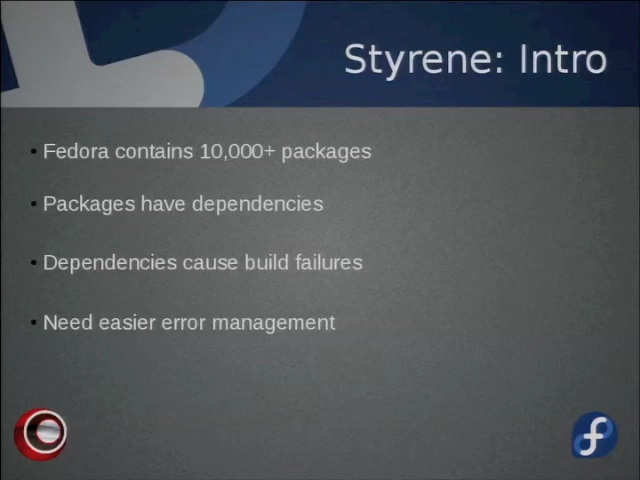 Styrene: Intro
• Fedora contains 10,000+ packages
• Packages have dependencies
• Dependencies cause build failures
• Need easier error management